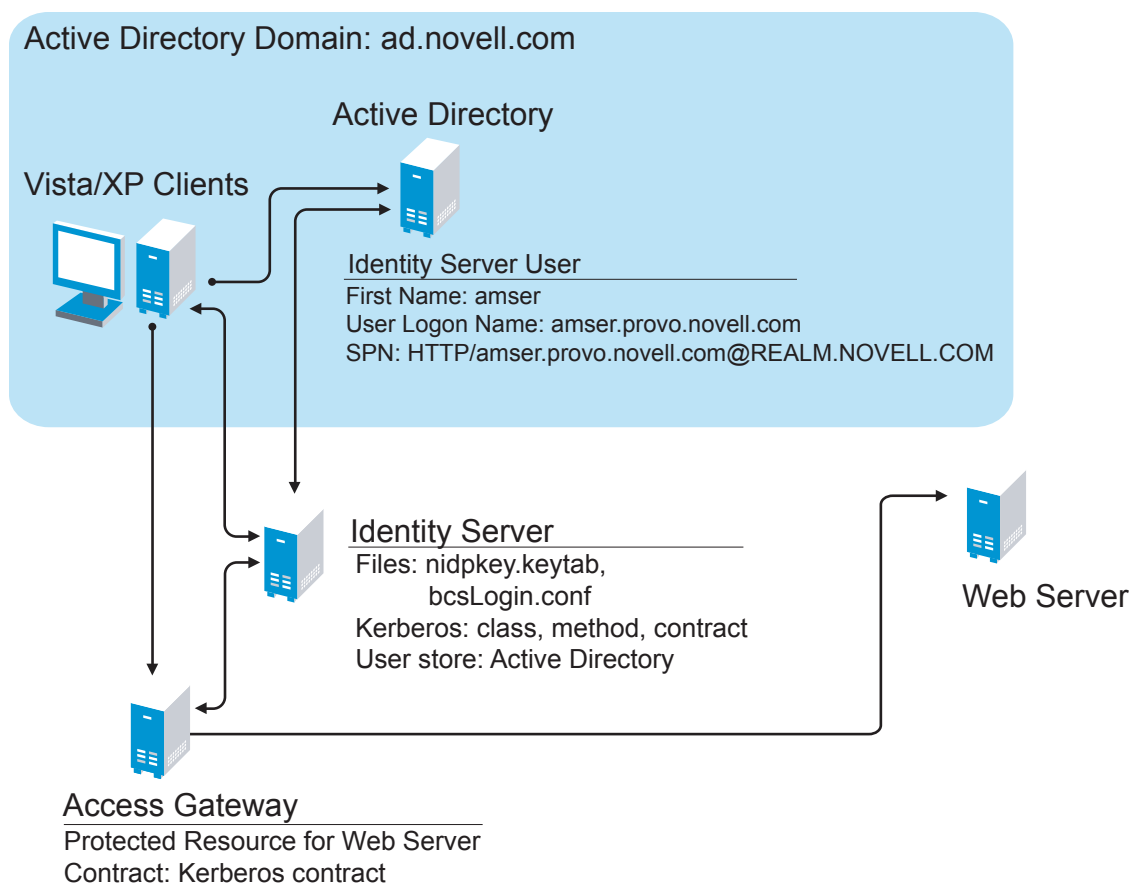 Active Directory Domain: ad.novell.com
Active Directory
Vista/XP Clients
Identity Server User
First Name: amser
User Logon Name: amser.provo.novell.com
SPN: HTTP/amser.provo.novell.com@REALM.NOVELL.COM
Identity Server
Files: nidpkey.keytab,
bcsLogin.conf
Kerberos: class, method, contract
User store: Active Directory
Web Server
Access Gateway
Protected Resource for Web Server
Contract: Kerberos contract